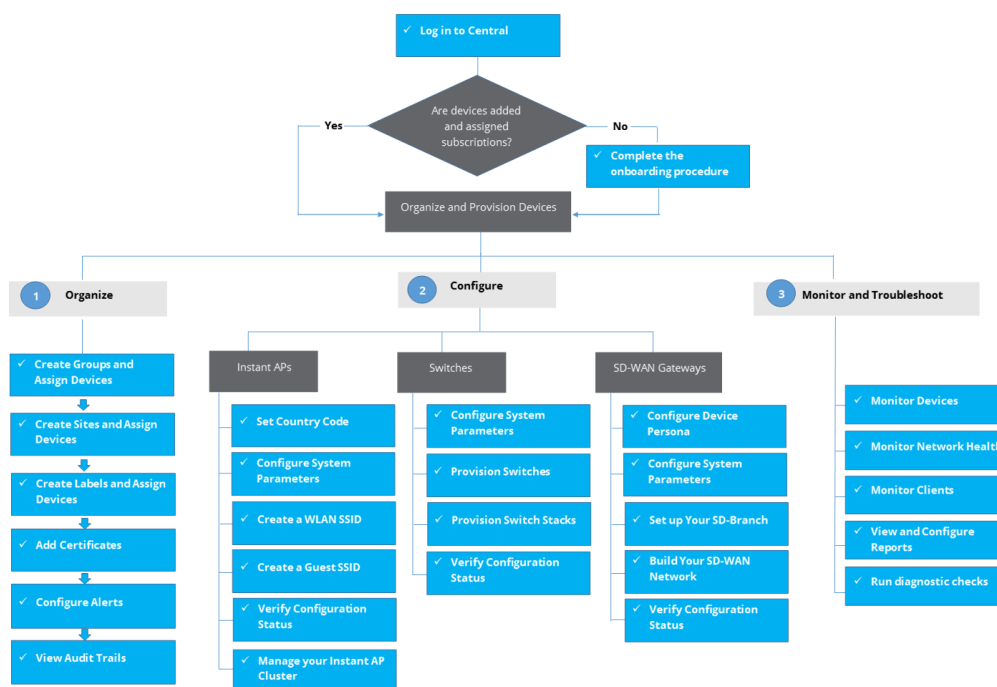 ✓ Log in to Central
Are devices added
and assigned
subscriptions?
Yes
No
✓ Complete the
onboarding procedure
Organize and Provision Devices
1 Organize
2 Configure
3 Monitor and Troubleshoot
✓ Create Groups and
Assign Devices
✓ Create Sites and Assign
Devices
✓ Create Labels and Assign
Devices
✓ Add Certificates
✓ Configure Alerts
✓ View Audit Trails
Instant APs
✓ Set Country Code
✓ Configure System
Parameters
✓ Create a WLAN SSID
✓ Create a Guest SSID
✓ Verify Configuration
Status
✓ Manage your Instant AP
Cluster
Switches
✓ Configure System
Parameters
✓ Provision Switches
✓ Provision Switch Stacks
✓ Verify Configuration
Status
SD-WAN Gateways
✓ Configure Device
Persona
✓ Configure System
Parameters
✓ Set up Your SD-Branch
✓ Build Your SD-WAN
Network
✓ Verify Configuration
Status
✓ Monitor Devices
✓ Monitor Network Health
✓ Monitor Clients
✓ View and Configure
Reports
✓ Run diagnostic checks